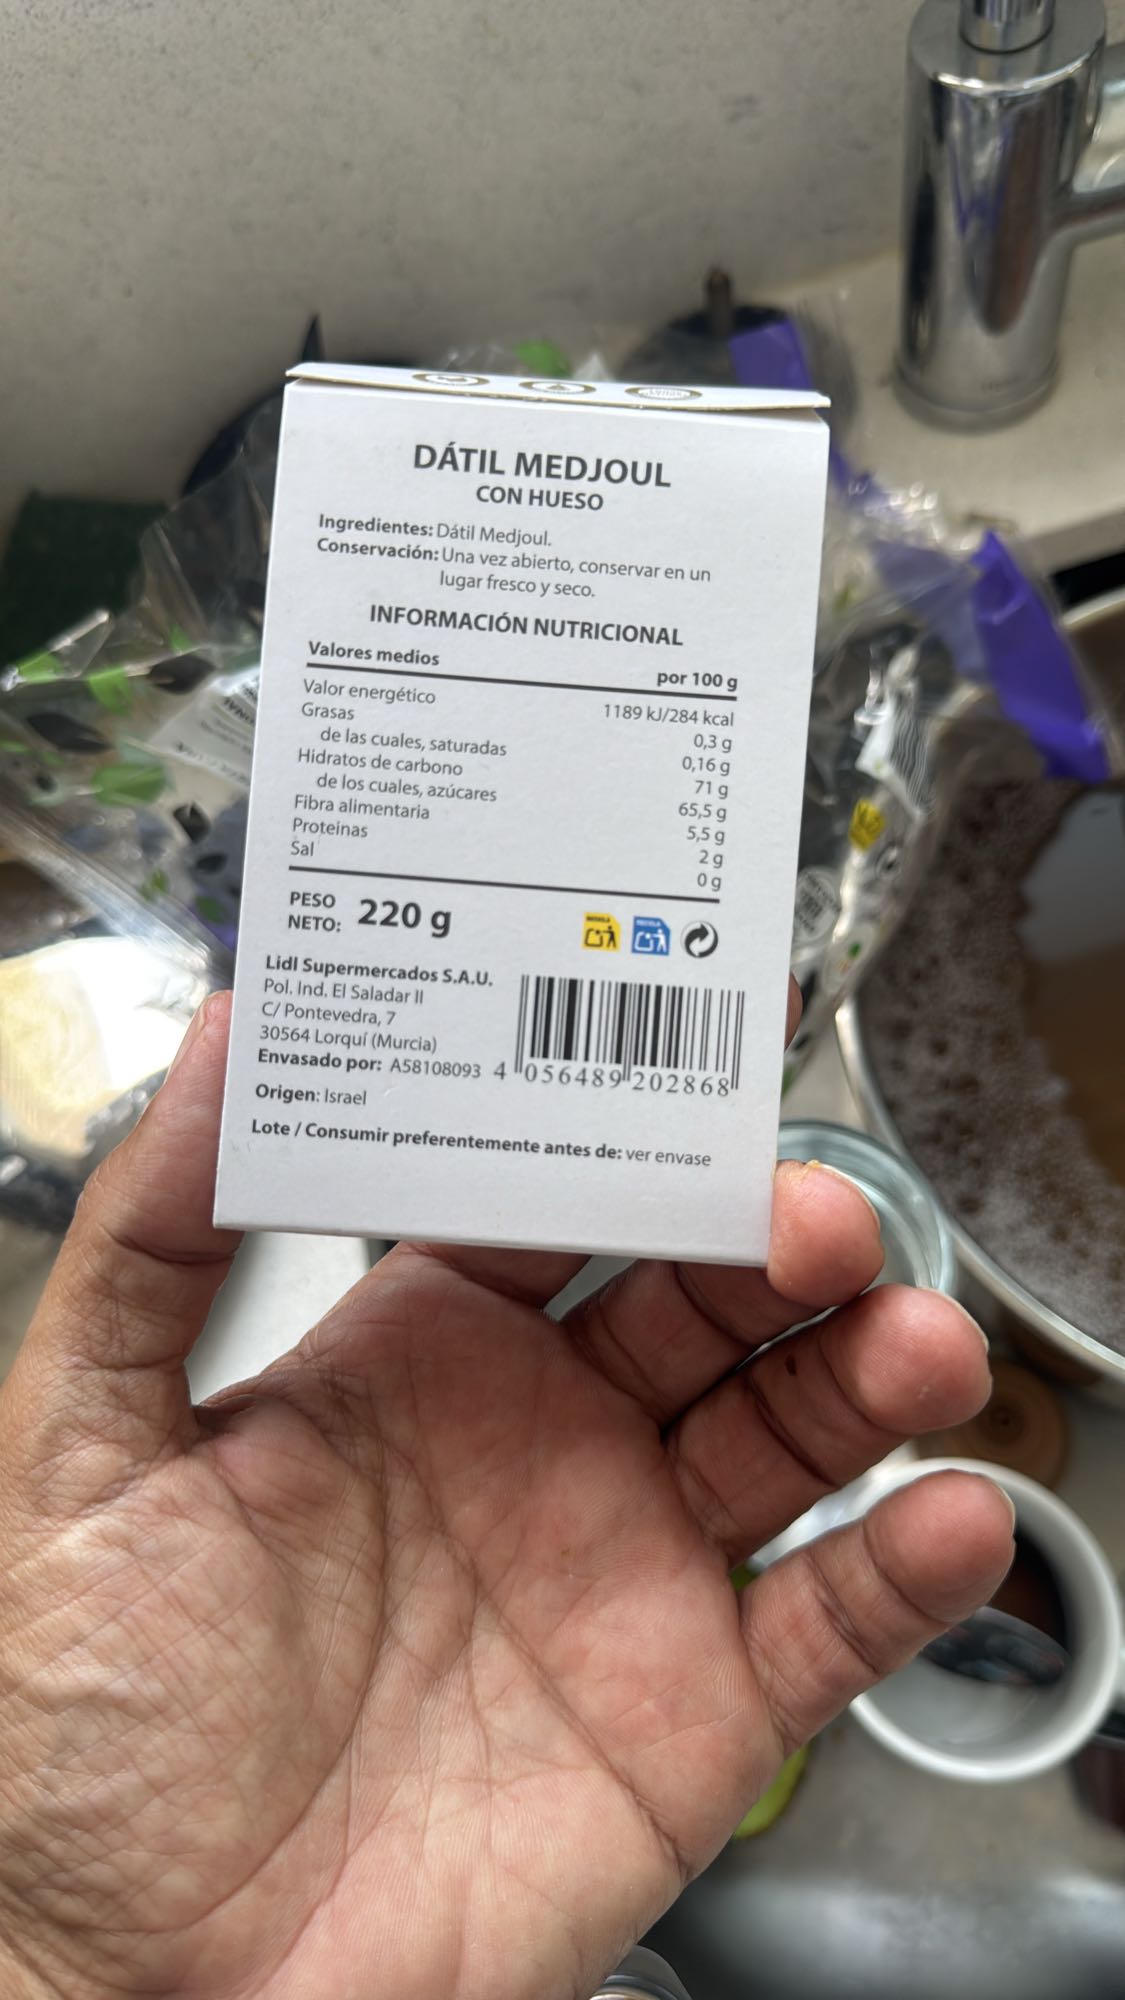 DÁTIL MEDJOUL
CON HUESO
Ingredientes: Dátil Medjoul.
Conservación: Una vez abierto, conservar en un
lugar fresco y seco.
INFORMACIÓN NUTRICIONAL
Valores medios por 100 g
Valor energético 1189 kJ/284 kcal
Grasas 0,3 g
de las cuales, saturadas 0,16 g
Hidratos de carbono 71 g
de los cuales, azúcares 65,5 g
Fibra alimentaria 5,5 g
Proteínas 2 g
Sal 0 g
PESO
NETO: 220 g
Lidl Supermercados S.A.U.
Pol. Ind. El Saladar II
C/ Pontevedra, 7
30564 Lorquí (Murcia)
Envasado por: A58108093
4 056489 202868
Origen: Israel
Lote / Consumir preferentemente antes de: ver envase